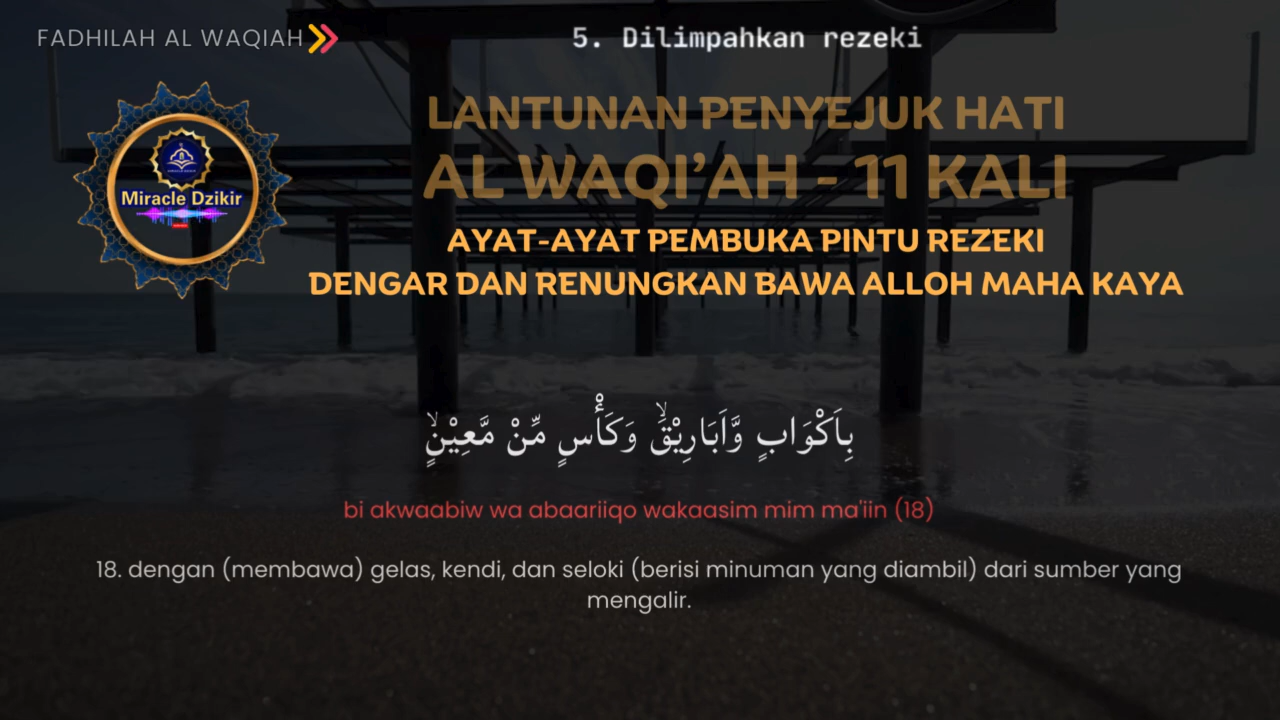 FADHILAH AL WAQIAH
5. Dilimpahkan rezeki
LANTUNAN PENYEJUK HATI
AL WAQI’AH - 11 KALI
Miracle Dzikir
AYAT-AYAT PEMBUKA PINTU REZEKI
DENGAR DAN RENUNGKAN BAWA ALLOH MAHA KAYA
بِاَكْوَابٍ وَّاَبَارِيْقَۙ وَكَأْسٍ مِّنْ مَّعِيْنٍۙ
bi akwaabiw wa abaariiqo wakaasim mim ma'iin (18)
18. dengan (membawa) gelas, kendi, dan seloki (berisi minuman yang diambil) dari sumber yang
mengalir.